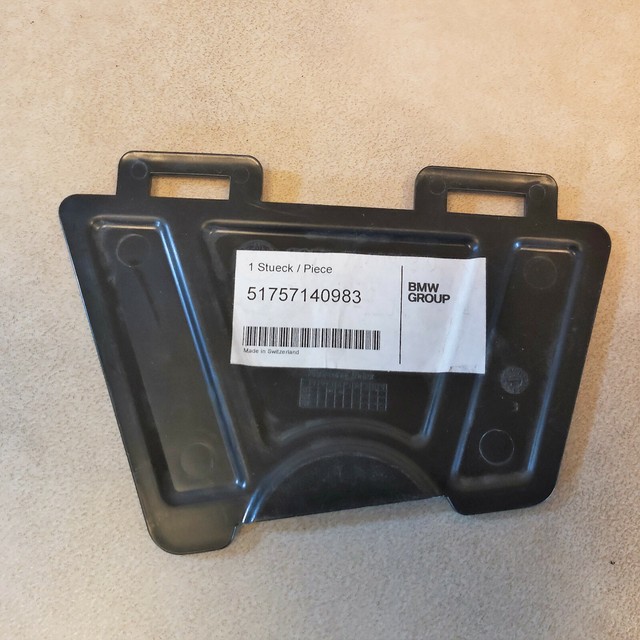 1 Stueck / Piece
51757140983
Made in Switzerland
BMW
GROUP